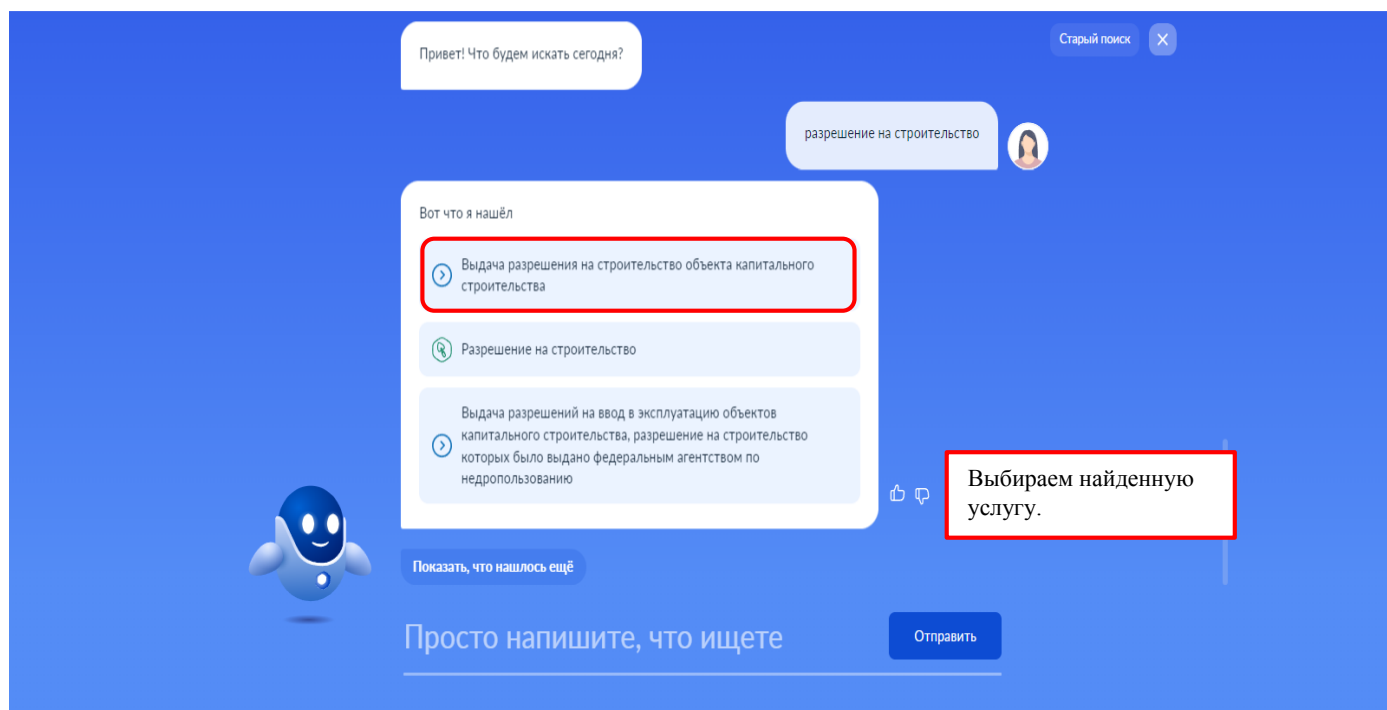 Привет! Что будем искать сегодня?
Старый поиск
разрешение на строительство
Вот что я нашёл
Выдача разрешения на строительство объекта капитального
строительства
Разрешение на строительство
Выдача разрешений на ввод в эксплуатацию объектов
капитального строительства, разрешение на строительство
которых было выдано федеральным агентством по
недропользованию
Выбираем найденную
услугу.
Показать, что нашлось ещё
Просто напишите, что ищете
Отправить